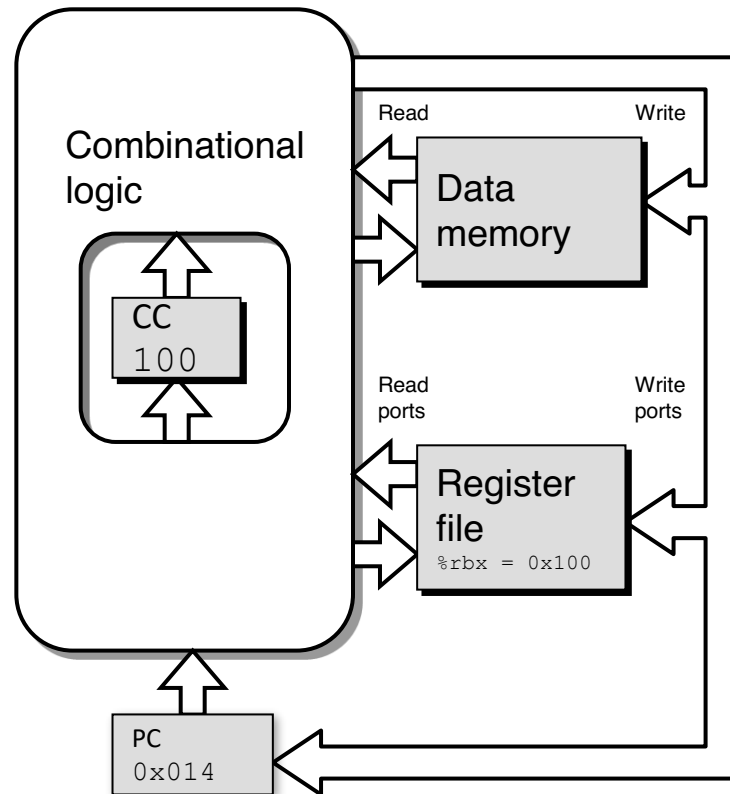 Read
Write
Combinational
logic
Data
memory
CC
100
Read
ports
Write
ports
Register
file
%rbx = 0x100
PC
0x014